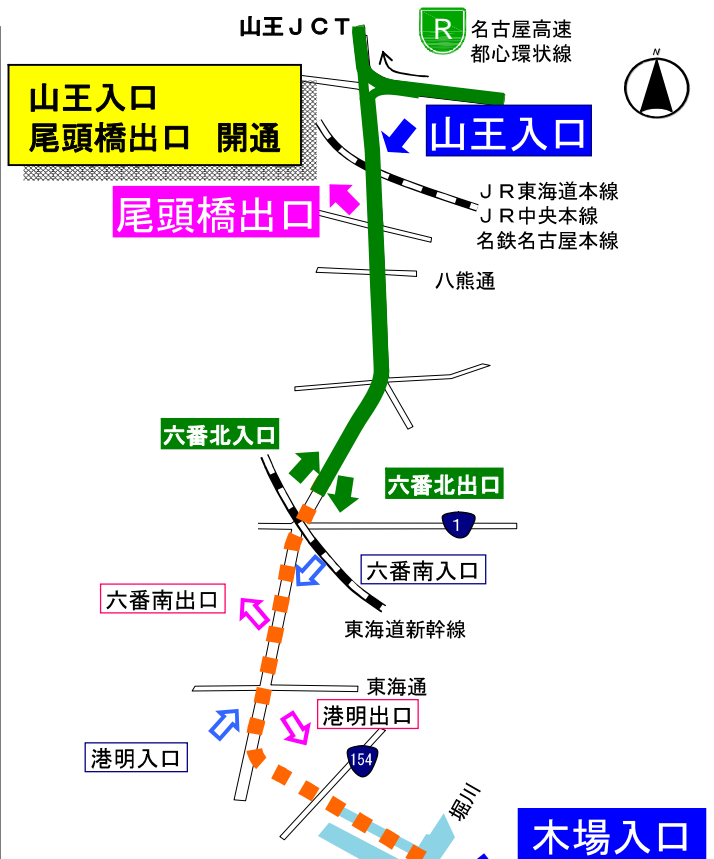 山王ＪＣＴ
R
名古屋高速
都心環状線
N
山王入口
尾頭橋出口 開通
山王入口
尾頭橋出口
ＪＲ東海道本線
ＪＲ中央本線
名鉄名古屋本線
八熊通
六番北入口
六番北出口
1
六番南入口
六番南出口
東海道新幹線
東海通
港明出口
港明入口
154
堀川
木場入口